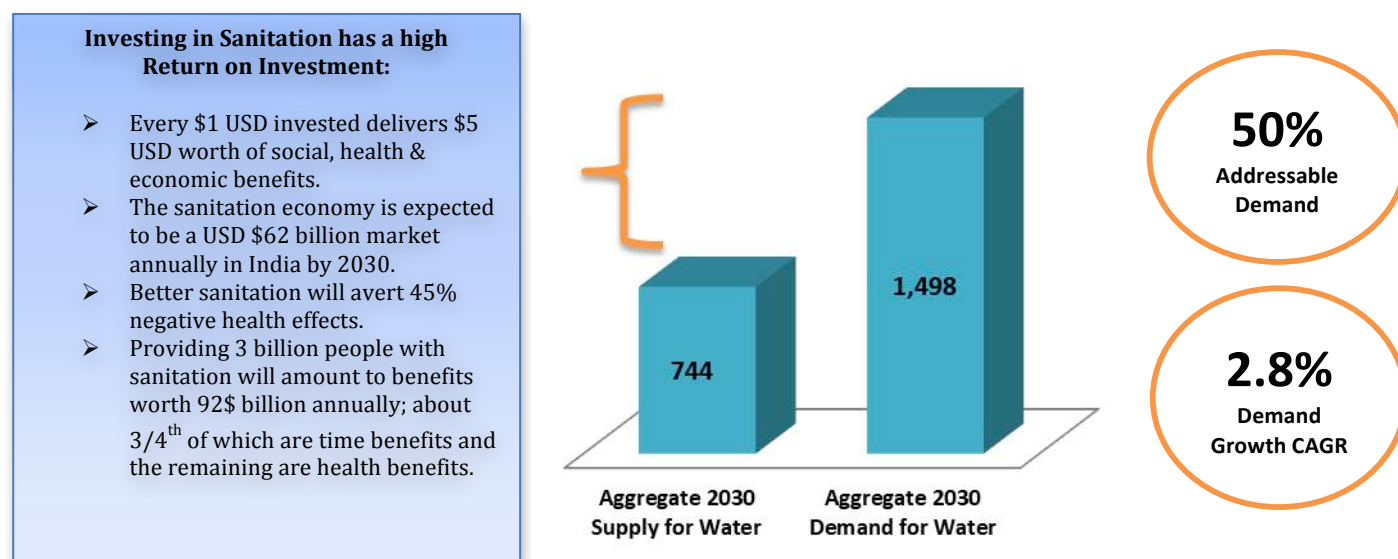 Investing in Sanitation has a high
Return on Investment:
➢ Every $1 USD invested delivers $5
USD worth of social, health &
economic benefits.
➢ The sanitation economy is expected
to be a USD $62 billion market
annually in India by 2030.
➢ Better sanitation will avert 45%
negative health effects.
➢ Providing 3 billion people with
sanitation will amount to benefits
worth 92$ billion annually; about
3/4th of which are time benefits and
the remaining are health benefits.
744
1,498
Aggregate 2030
Supply for Water
Aggregate 2030
Demand for Water
50%
Addressable
Demand
2.8%
Demand
Growth CAGR